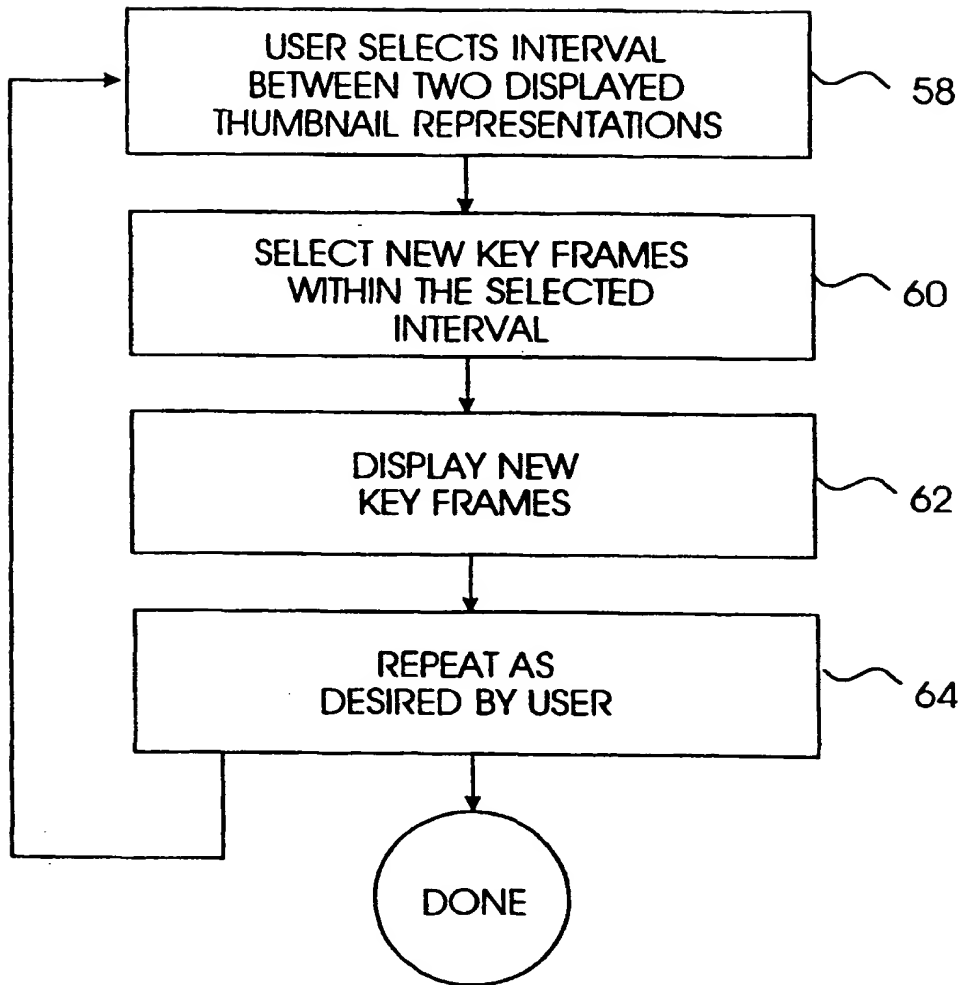 USER SELECTS INTERVAL
BETWEEN TWO DISPLAYED
THUMBNAIL REPRESENTATIONS
58
SELECT NEW KEY FRAMES
WITHIN THE SELECTED
INTERVAL
60
DISPLAY NEW
KEY FRAMES
62
REPEAT AS
DESIRED BY USER
64
DONE